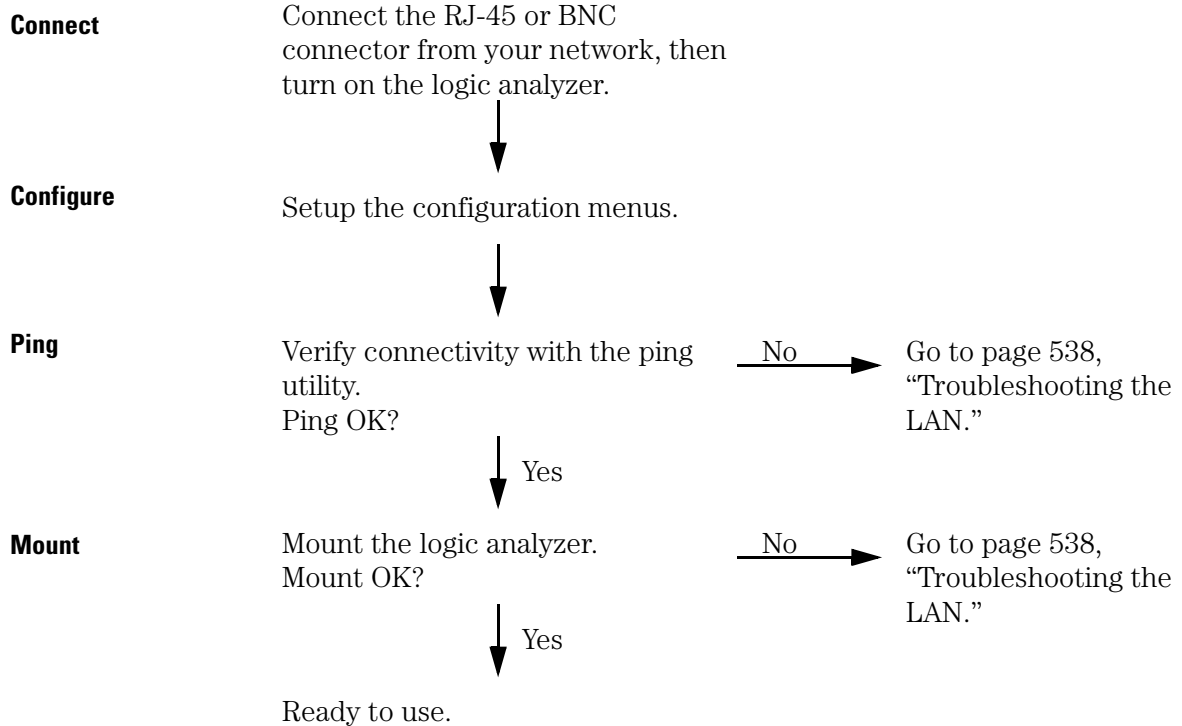 Connect
Connect the RJ-45 or BNC
connector from your network, then
turn on the logic analyzer.
Configure
Setup the configuration menus.
Ping
Verify connectivity with the ping
utility.
Ping OK?
No
Go to page 538,
“Troubleshooting the
LAN.”
Yes
Mount
Mount the logic analyzer.
Mount OK?
No
Go to page 538,
“Troubleshooting the
LAN.”
Yes
Ready to use.